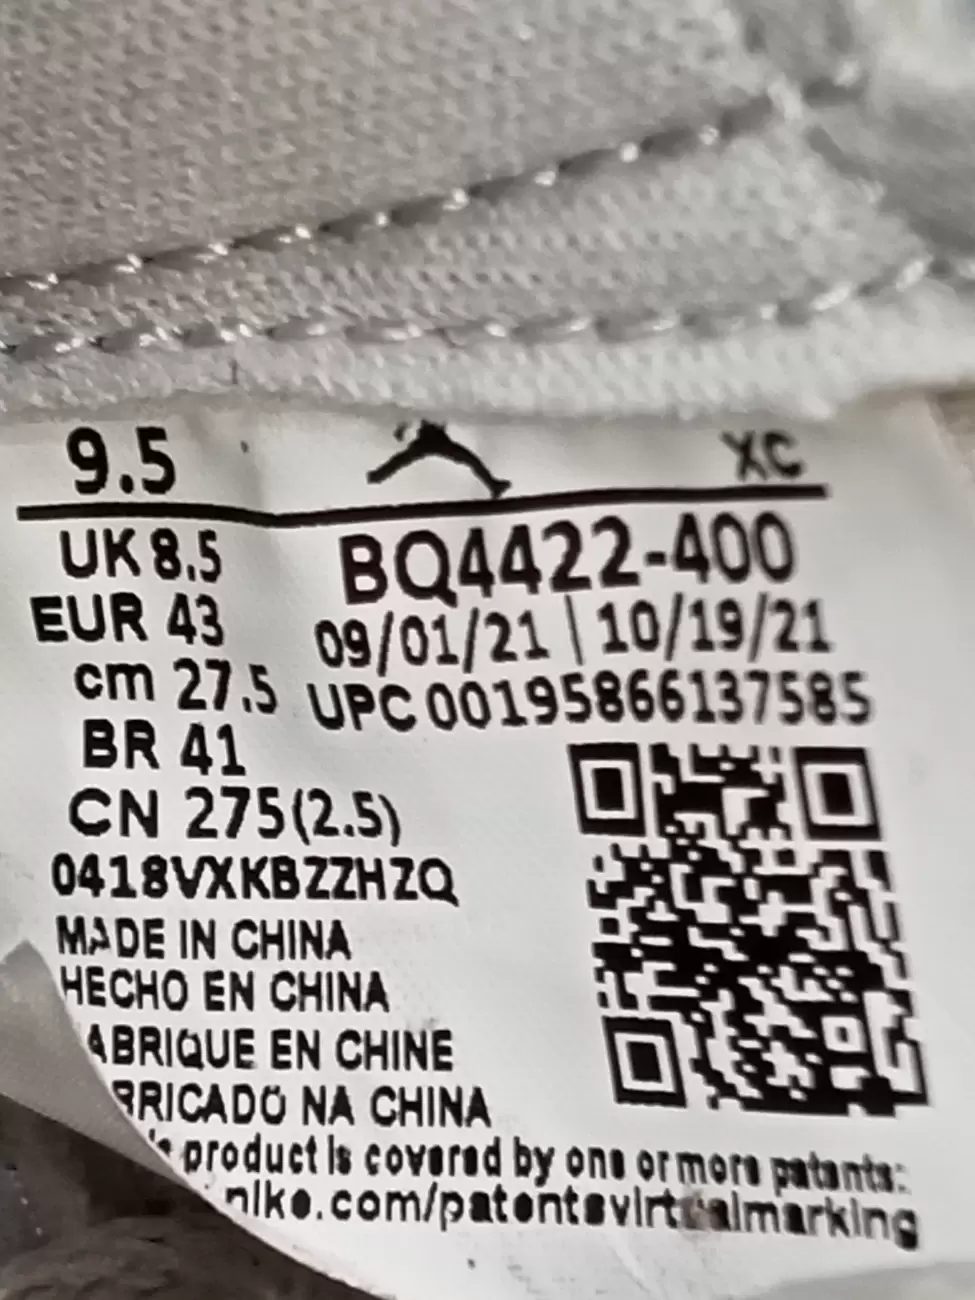 9.5 XC
UK 8.5
EUR 43
cm 27.5
BR 41
CN 275(2.5)
BQ4422-400
09/01/21 | 10/19/21
UPC 00195866137585
0418VXKBZZHZQ
MADE IN CHINA
HECHO EN CHINA
ABRIQUE EN CHINE
BRICADO NA CHINA
product is covered by one or more patents:
nike.com/patentsvirtualmarking